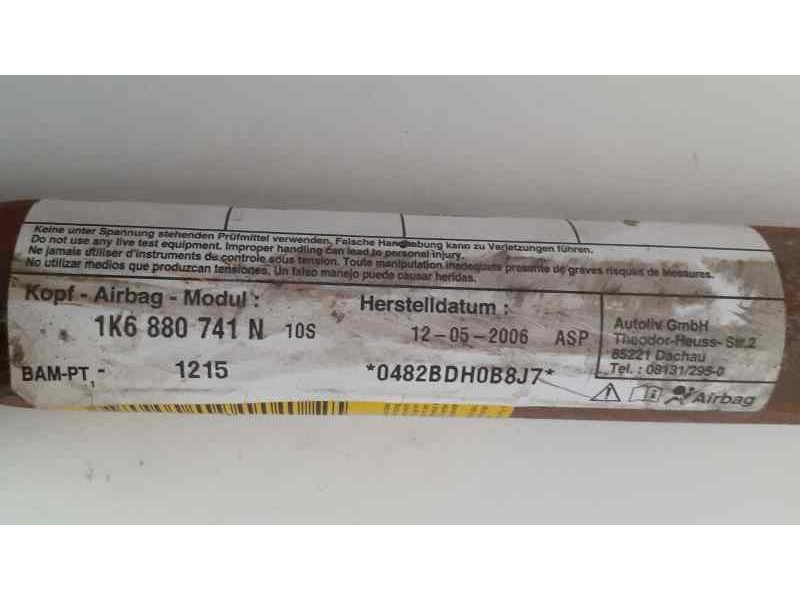 Keine unter Spannung stehenden Prüfmittel verwenden. Falsche Handhabung kann zu Verletzungen führen.
Do not use any live test equipment. Improper handling can lead to personal injury.
Ne jamais utiliser d'instruments de controle sous tension. Toute manipulation inadequate presente de graves risques de blessures.
No utilizar medios que produzcan tensiones. Un falso manejo puede causar heridas.
Kopf - Airbag - Modul :
1K6 880 741 N 10S
BAM-PT,- 1215
Herstelldatum :
12-05-2006 ASP
*0482BDH0B8J7*
Autoliv GmbH
Theodor-Heuss-Str.2
85221 Dachau
Tel. : 08131/295-0
Airbag